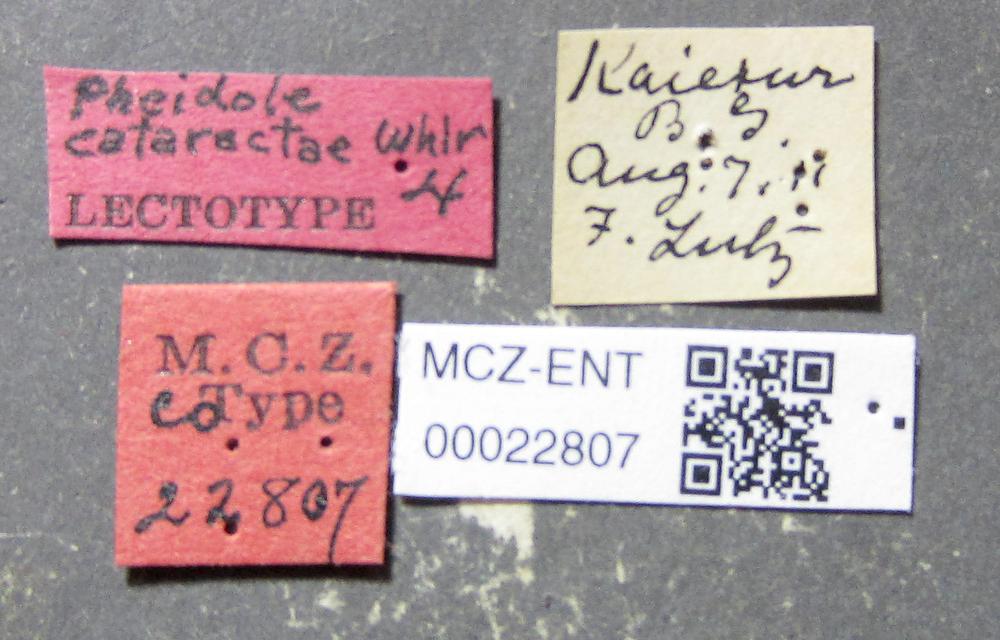 Pheidole
cataractae Whlr
4
LECTOTYPE
Kaietur
B G.
Aug. 7, 11
F. Lutz
M.C.Z.
CoType
22807
MCZ-ENT
00022807